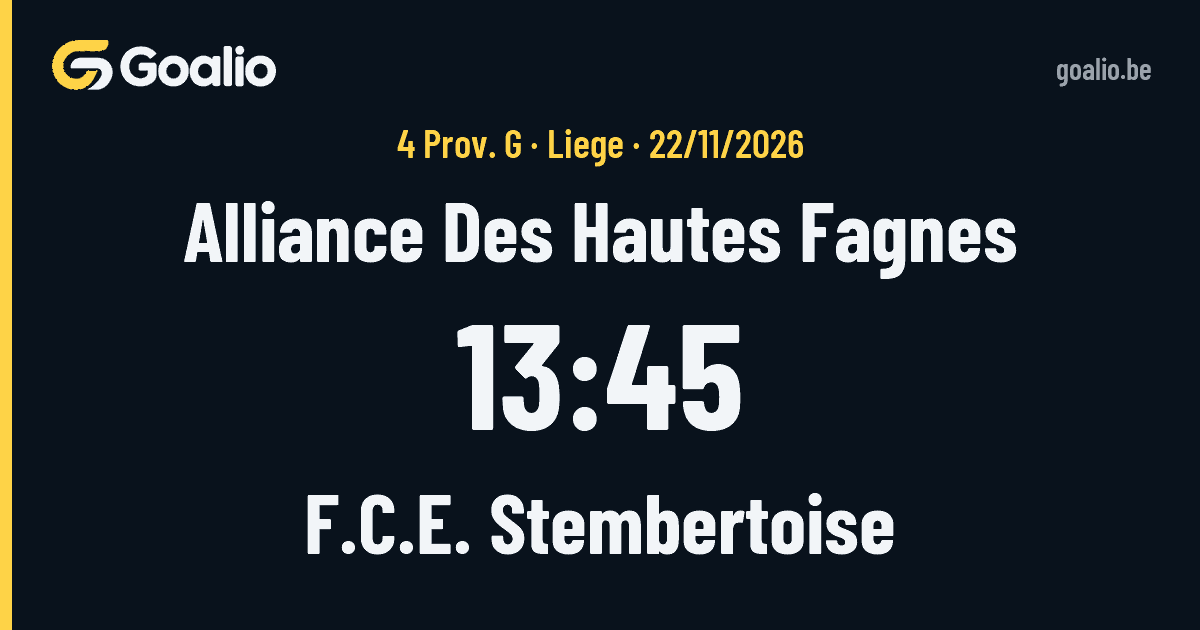 Goalio
goalio.be
4 Prov. G · Liege · 22/11/2026
Alliance Des Hautes Fagnes
13:45
F.C.E. Stembertoise